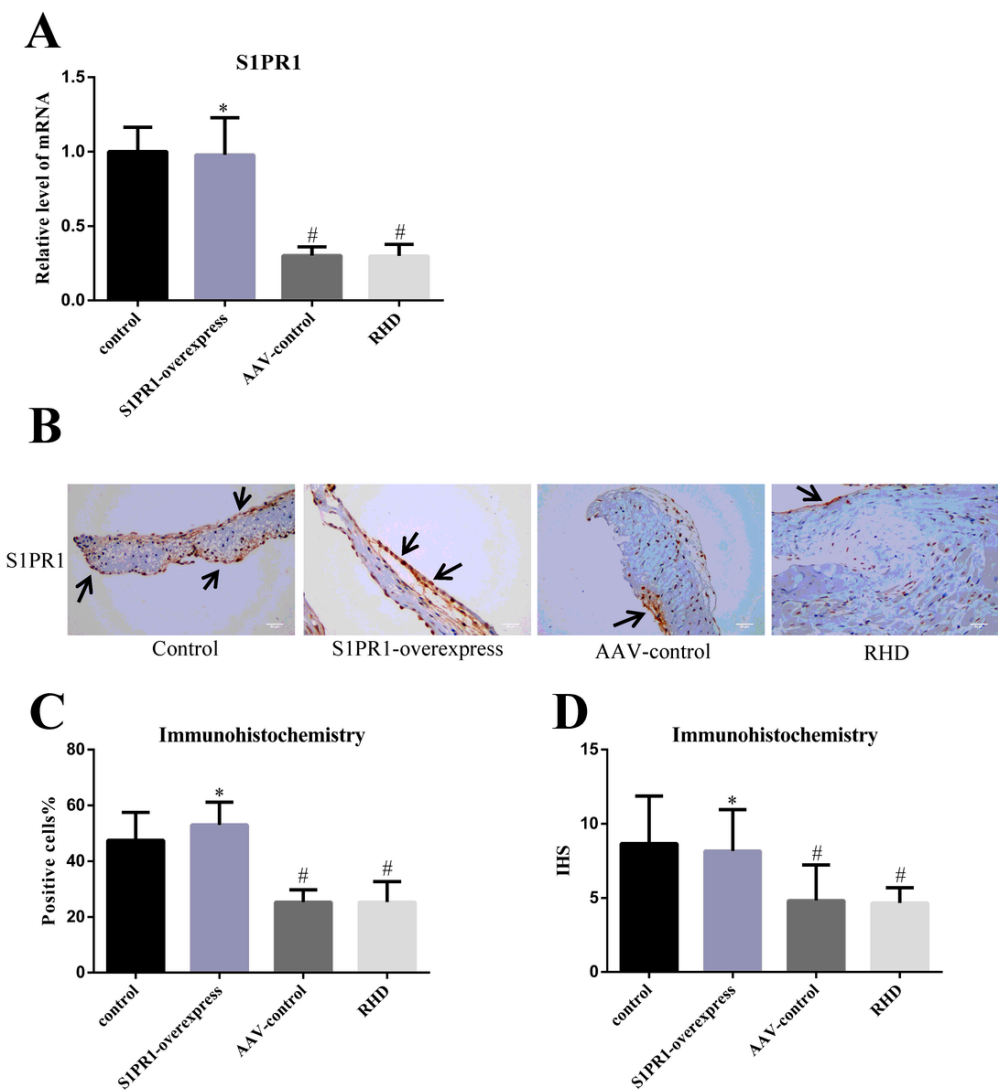 A
S1PR1
Relative level of mRNA
1.5
1.0
0.5
0.0
*
#
#
control
S1PR1-overexpress
AAV-control
RHD
B
S1PR1
Control
S1PR1-overexpress
AAV-control
RHD
C
Immunohistochemistry
Positive cells%
80
60
40
20
0
*
#
#
control
S1PR1-overexpress
AAV-control
RHD
D
Immunohistochemistry
IHS
15
10
5
0
*
#
#
control
S1PR1-overexpress
AAV-control
RHD